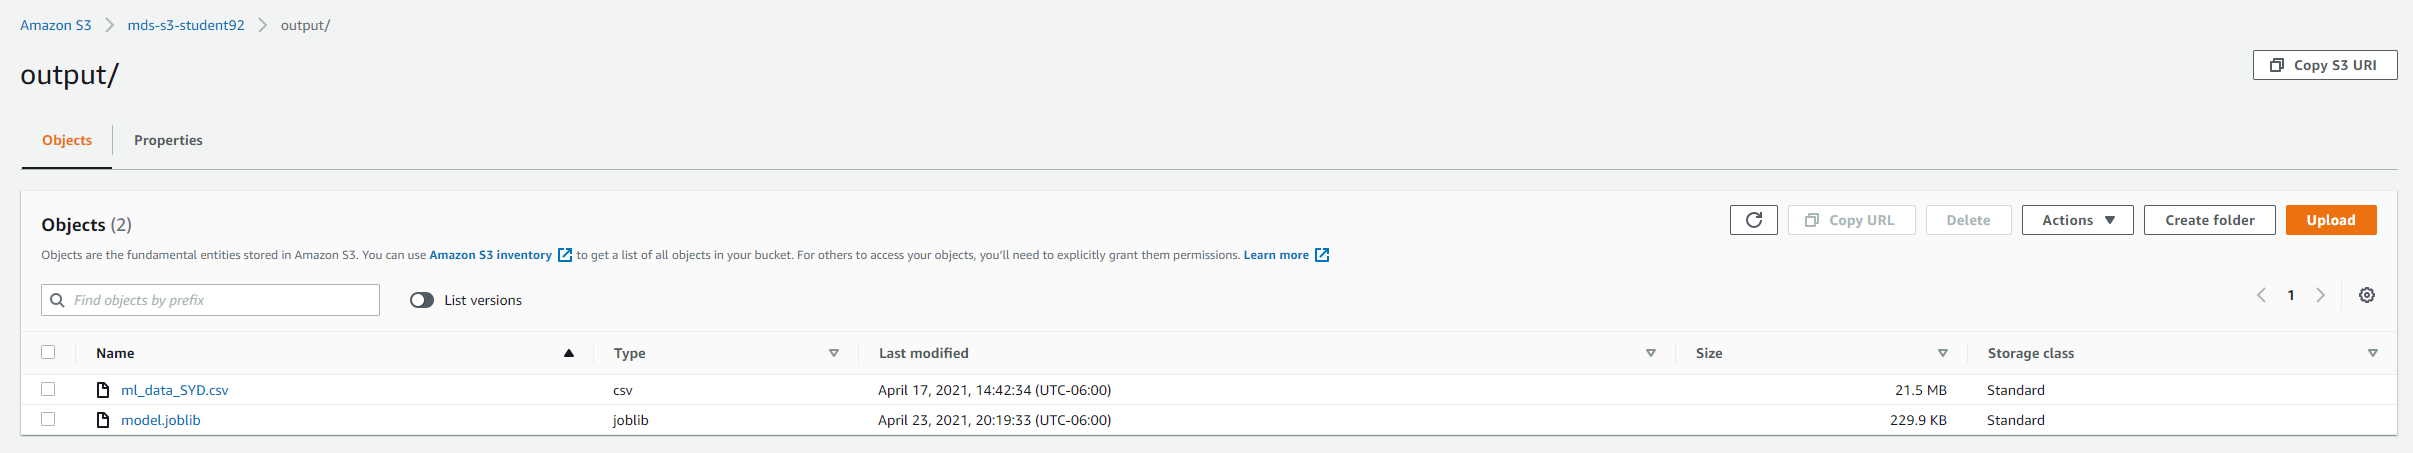 Amazon S3 > mds-s3-student92 > output/
output/
Copy S3 URI
Objects Properties
Objects (2)
Copy URL Delete Actions Create folder Upload
Objects are the fundamental entities stored in Amazon S3. You can use Amazon S3 inventory to get a list of all objects in your bucket. For others to access your objects, you'll need to explicitly grant them permissions. Learn more
Find objects by prefix List versions 1
Name Type Last modified Size Storage class
ml_data_SYD.csv csv April 17, 2021, 14:42:34 (UTC-06:00) 21.5 MB Standard
model.joblib joblib April 23, 2021, 20:19:33 (UTC-06:00) 229.9 KB Standard